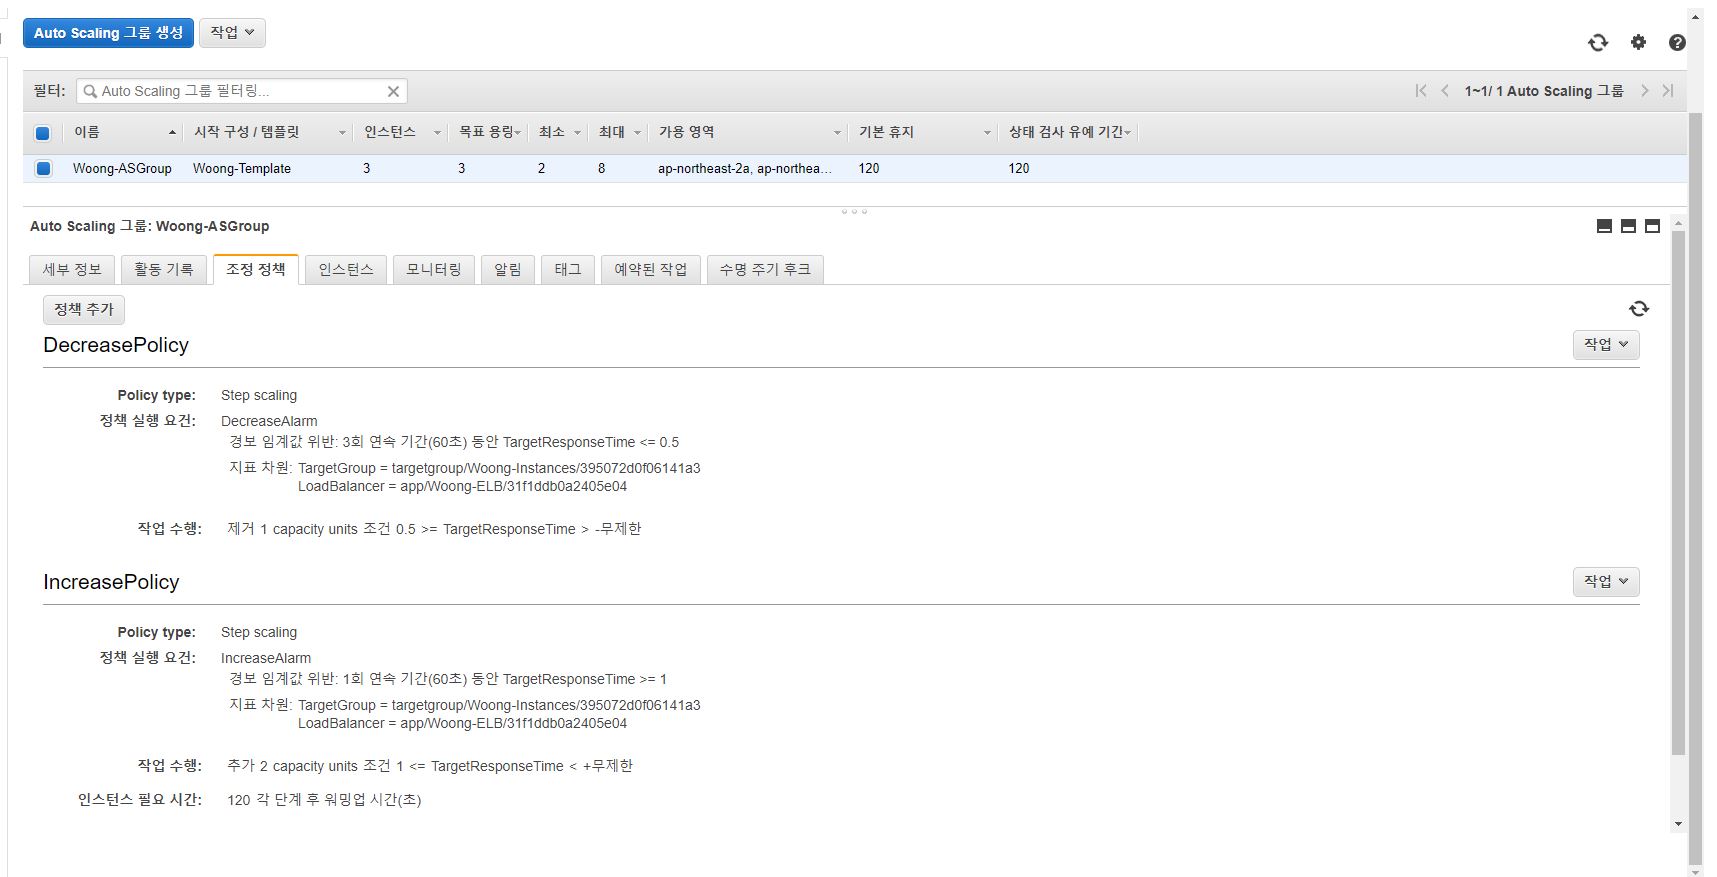 Auto Scaling 그룹 생성 작업
필터: Auto Scaling 그룹 필터링...
1~1/ 1 Auto Scaling 그룹
이름 시작 구성 / 템플릿 인스턴스 목표 용량 최소 최대 가용 영역 기본 휴지 상태 검사 유예 기간
Woong-ASGroup Woong-Template 3 3 2 8 ap-northeast-2a, ap-northea... 120 120
Auto Scaling 그룹: Woong-ASGroup
세부 정보 활동 기록 조정 정책 인스턴스 모니터링 알림 태그 예약된 작업 수명 주기 후크
정책 추가
DecreasePolicy 작업
Policy type: Step scaling
정책 실행 요건: DecreaseAlarm
경보 임계값 위반: 3회 연속 기간(60초) 동안 TargetResponseTime <= 0.5
지표 차원: TargetGroup = targetgroup/Woong-Instances/395072d0f06141a3
LoadBalancer = app/Woong-ELB/31f1ddb0a2405e04
작업 수행: 제거 1 capacity units 조건 0.5 >= TargetResponseTime > -무제한
IncreasePolicy 작업
Policy type: Step scaling
정책 실행 요건: IncreaseAlarm
경보 임계값 위반: 1회 연속 기간(60초) 동안 TargetResponseTime >= 1
지표 차원: TargetGroup = targetgroup/Woong-Instances/395072d0f06141a3
LoadBalancer = app/Woong-ELB/31f1ddb0a2405e04
작업 수행: 추가 2 capacity units 조건 1 <= TargetResponseTime < +무제한
인스턴스 필요 시간: 120 각 단계 후 워밍업 시간(초)